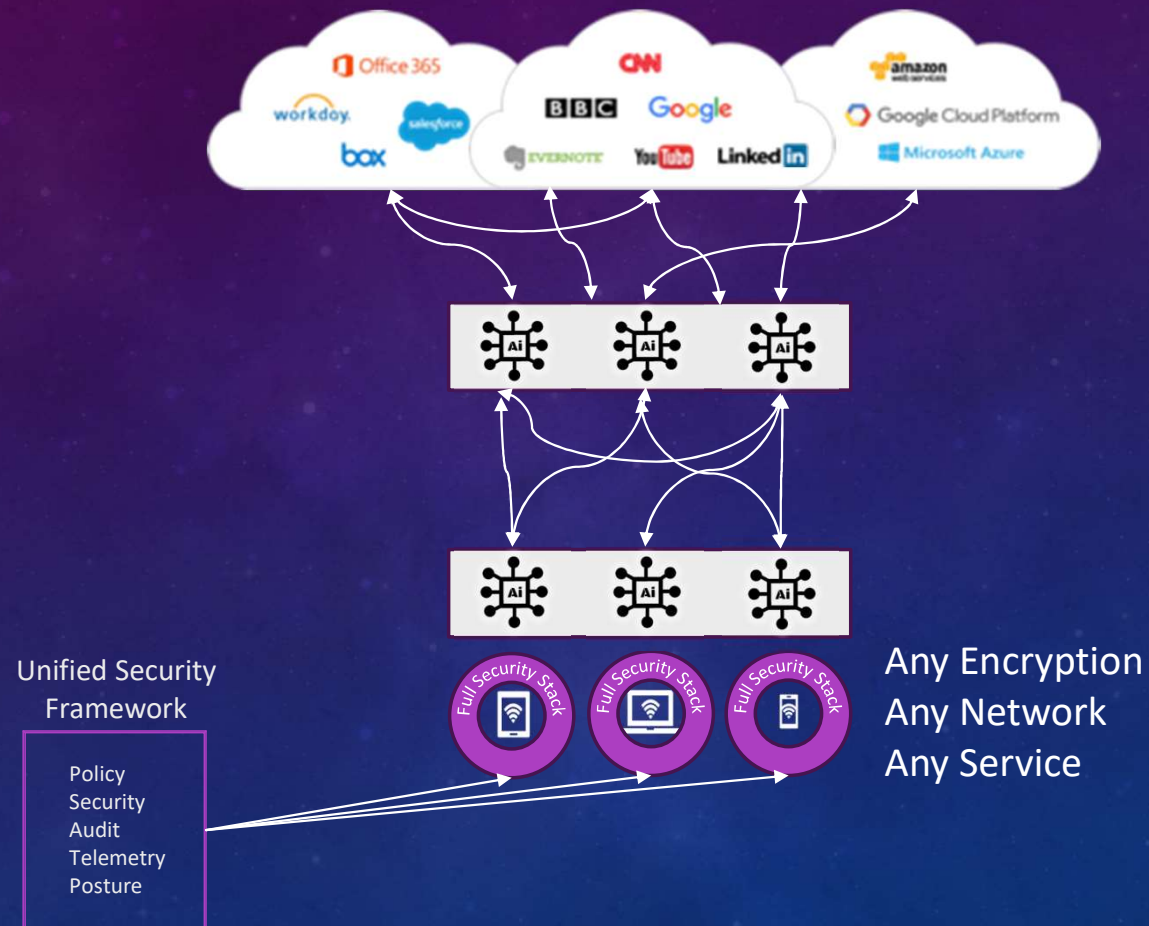 Office 365
workday.
salesforce
box
CNN
BBC
Google
EVERNOTE
YouTube
Linked in
amazon
web services
Google Cloud Platform
Microsoft Azure
Ai
Ai
Ai
Ai
Ai
Ai
Full Security Stack
Full Security Stack
Full Security Stack
Unified Security
Framework
Policy
Security
Audit
Telemetry
Posture
Any Encryption
Any Network
Any Service